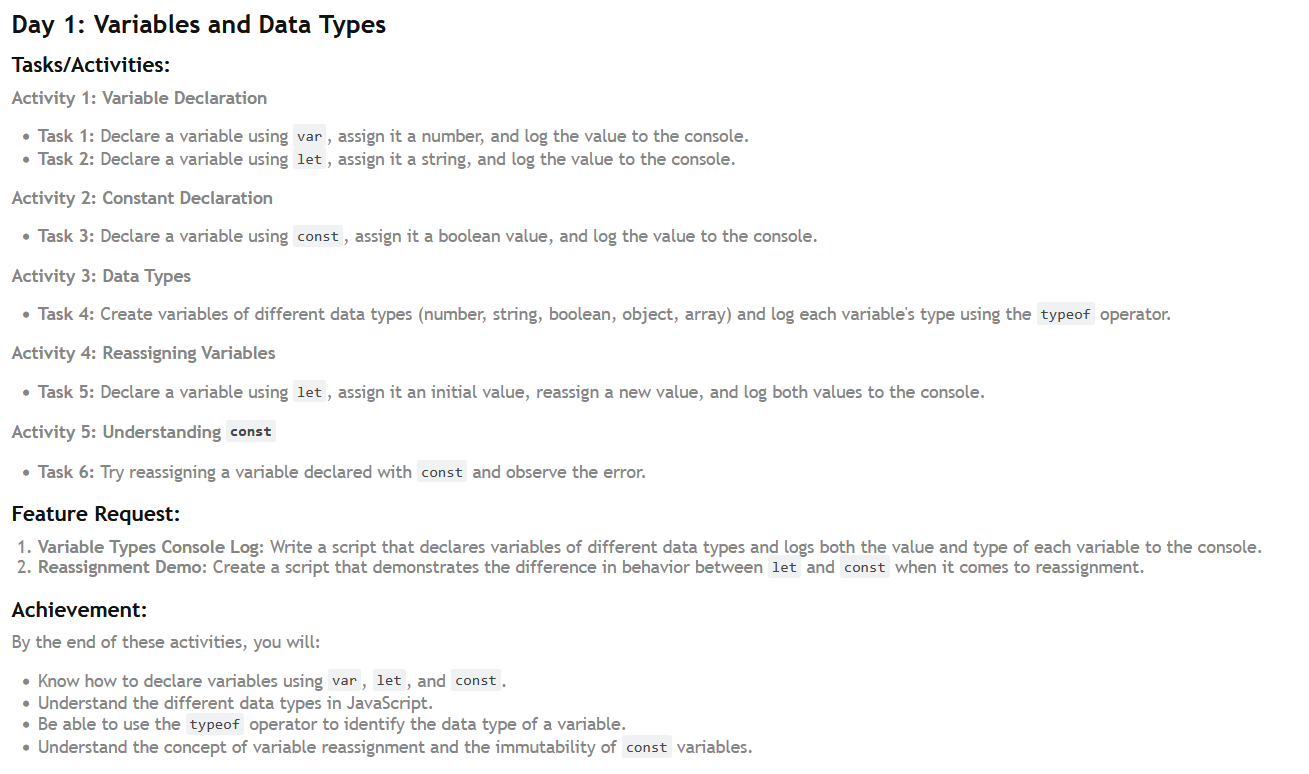 Day 1: Variables and Data Types
Tasks/Activities:
Activity 1: Variable Declaration
• Task 1: Declare a variable using var, assign it a number, and log the value to the console.
• Task 2: Declare a variable using let, assign it a string, and log the value to the console.
Activity 2: Constant Declaration
• Task 3: Declare a variable using const, assign it a boolean value, and log the value to the console.
Activity 3: Data Types
• Task 4: Create variables of different data types (number, string, boolean, object, array) and log each variable's type using the typeof operator.
Activity 4: Reassigning Variables
• Task 5: Declare a variable using let, assign it an initial value, reassign a new value, and log both values to the console.
Activity 5: Understanding const
• Task 6: Try reassigning a variable declared with const and observe the error.
Feature Request:
1. Variable Types Console Log: Write a script that declares variables of different data types and logs both the value and type of each variable to the console.
2. Reassignment Demo: Create a script that demonstrates the difference in behavior between let and const when it comes to reassignment.
Achievement:
By the end of these activities, you will:
• Know how to declare variables using var, let, and const.
• Understand the different data types in JavaScript.
• Be able to use the typeof operator to identify the data type of a variable.
• Understand the concept of variable reassignment and the immutability of const variables.